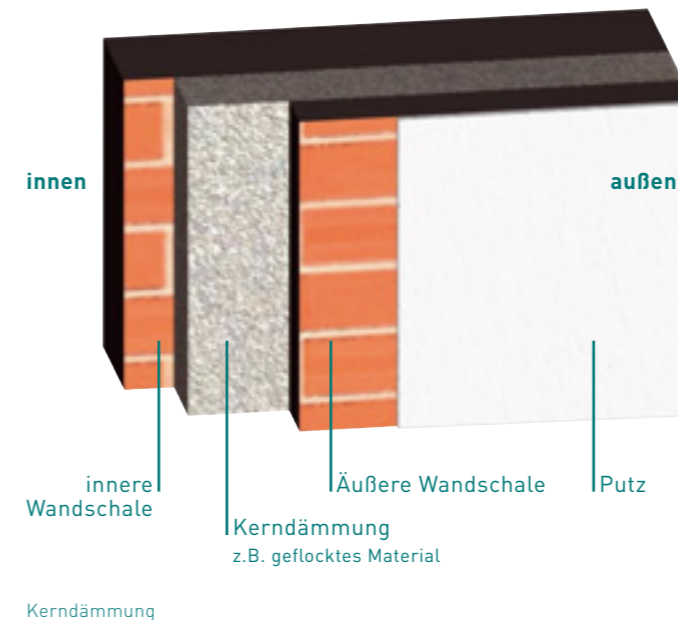 innen
außen
innere
Wandschale
Äußere Wandschale
Putz
Kerndämmung
z.B. geflocktes Material
Kerndämmung